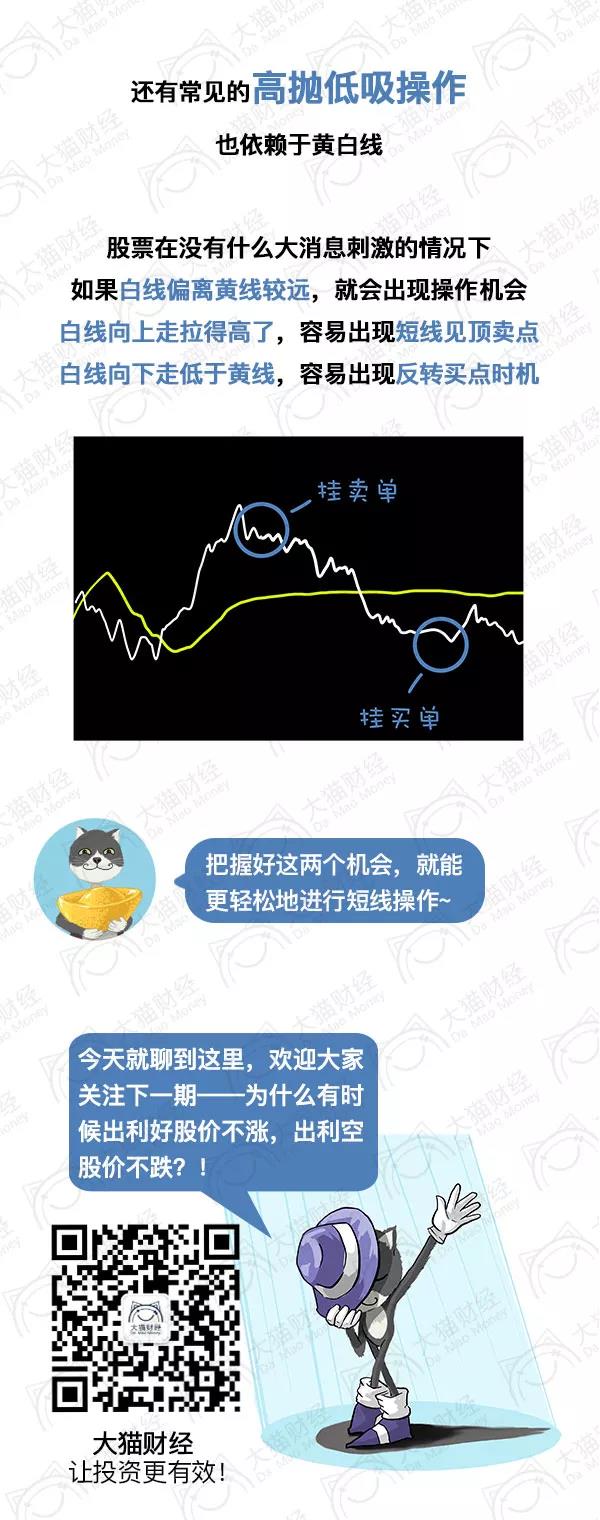 还有常见的高抛低吸操作
也依赖于黄白线
股票在没有什么大消息刺激的情况下
如果白线偏离黄线较远，就会出现操作机会
白线向上走拉得高了，容易出现短线见顶卖点
白线向下走低于黄线，容易出现反转买点时机
挂卖单
挂买单
把握好这两个机会，就能
更轻松地进行短线操作~
今天就聊到这里，欢迎大家
关注下一期——为什么有时
候出利好股价不涨，出利空
股价不跌？！
大猫财经
Da Mao Money
大猫财经
让投资更有效！